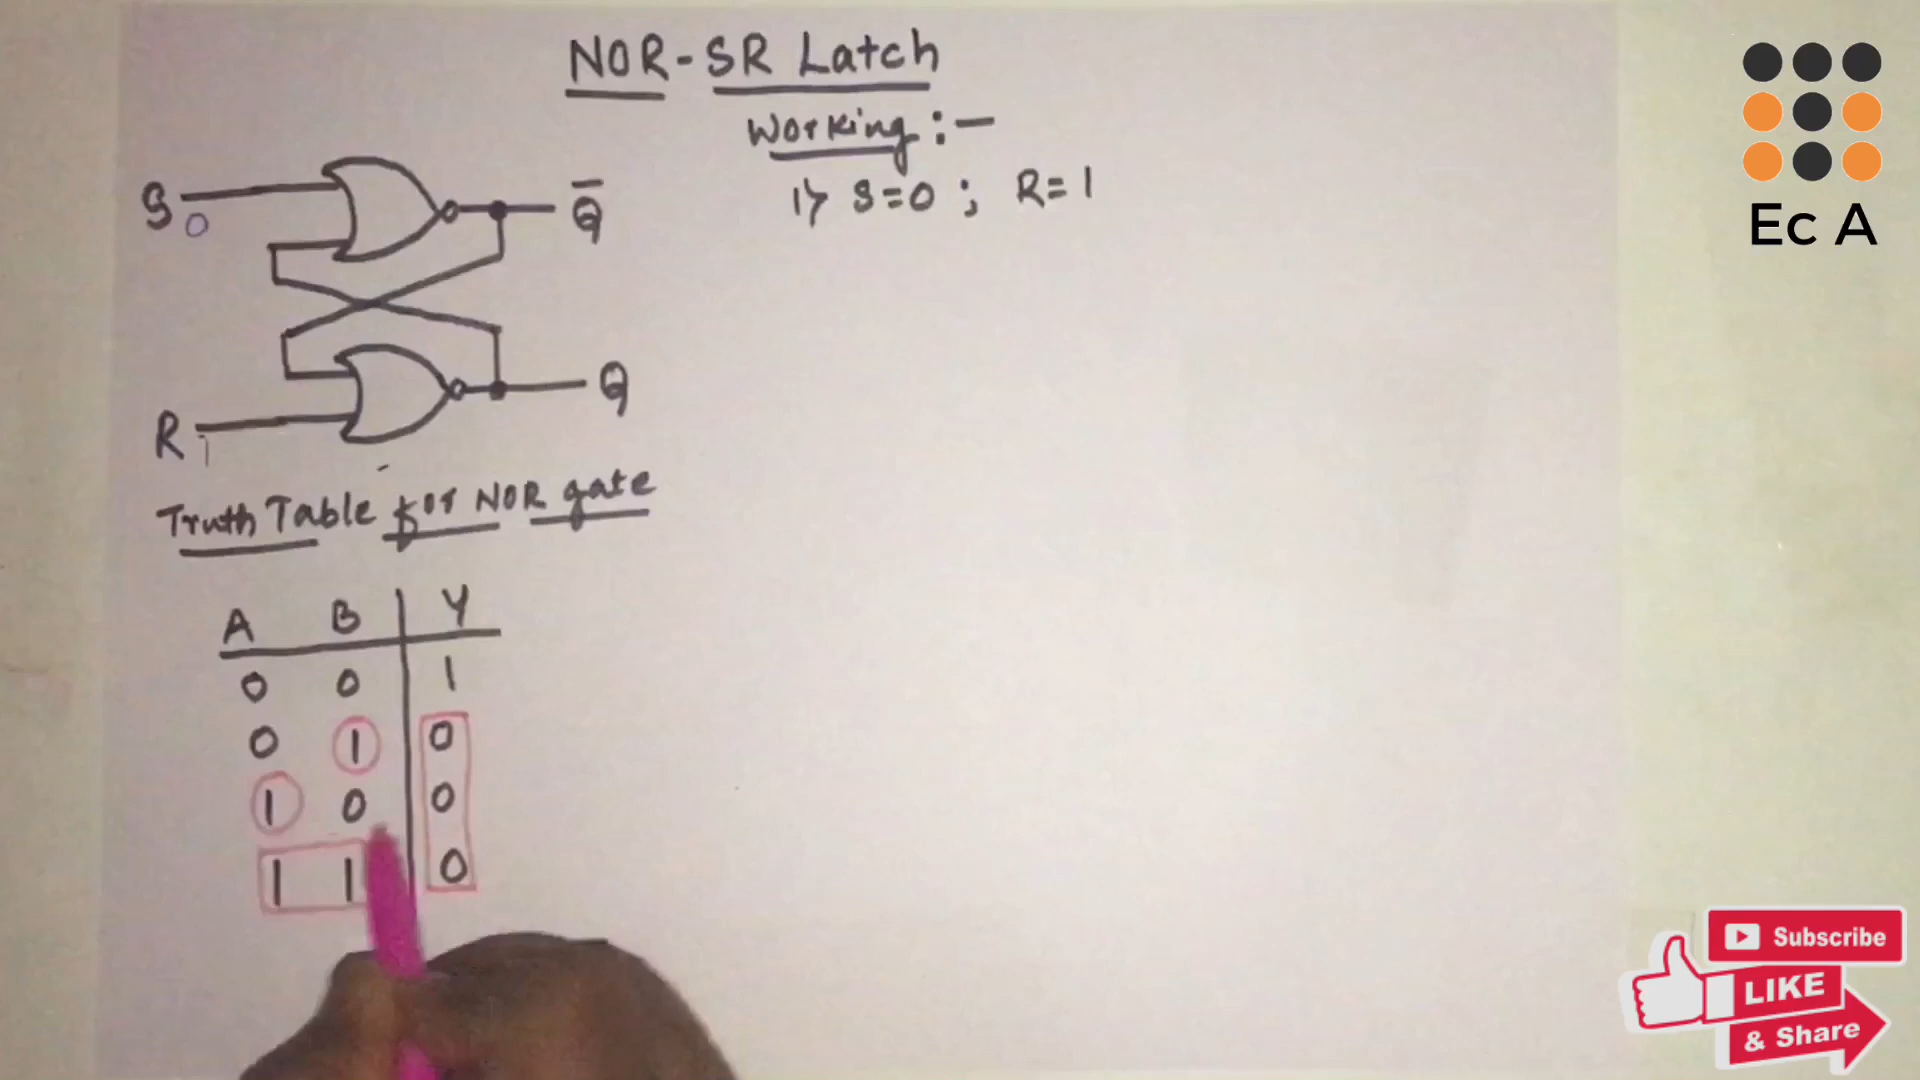 NOR-SR Latch
Working :-
1> S=0 ; R=1
S 0
Q̅
Q
R 1
Truth Table for NOR gate
A B Y
0 0 1
0 1 0
1 0 0
1 1 0
Ec A
Subscribe
LIKE
& Share